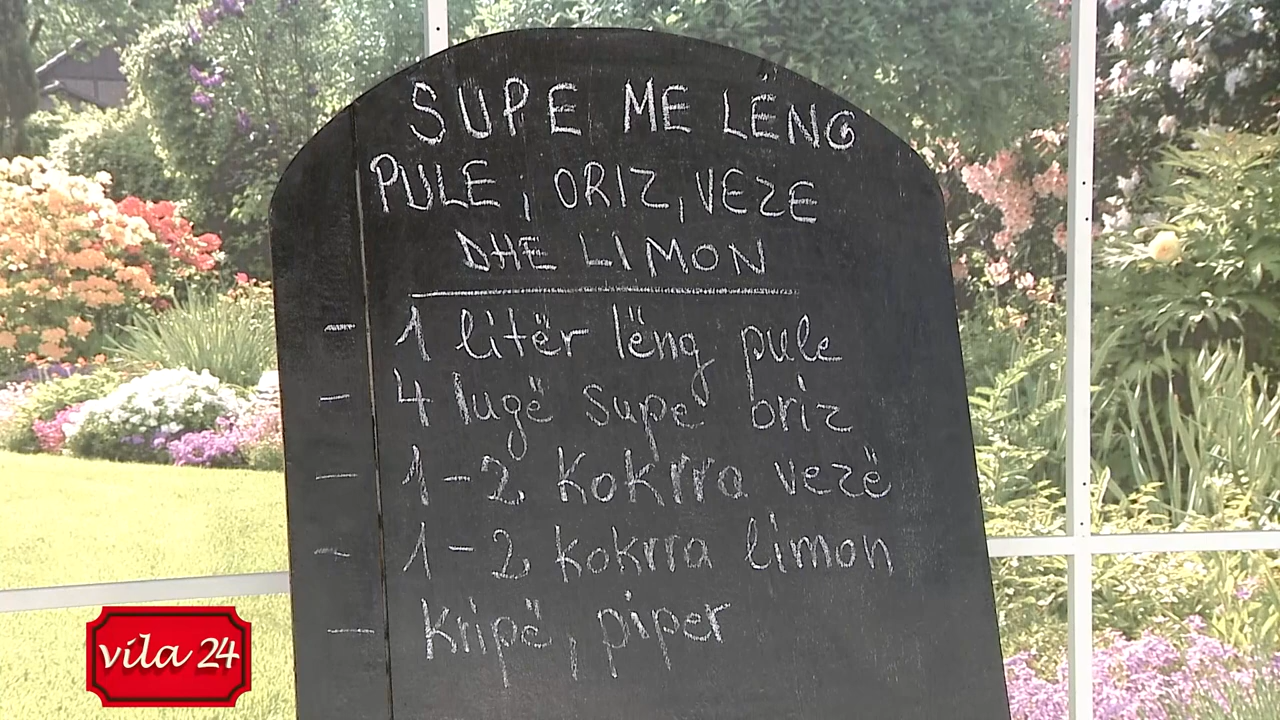 SUPE ME LËNG
PULE, ORIZ, VEZE
DHE LIMON
- 1 litër lëng pule
- 4 lugë supe oriz
- 1-2 kokrra vezë
- 1-2 kokrra limon
- kripë, piper
vila 24